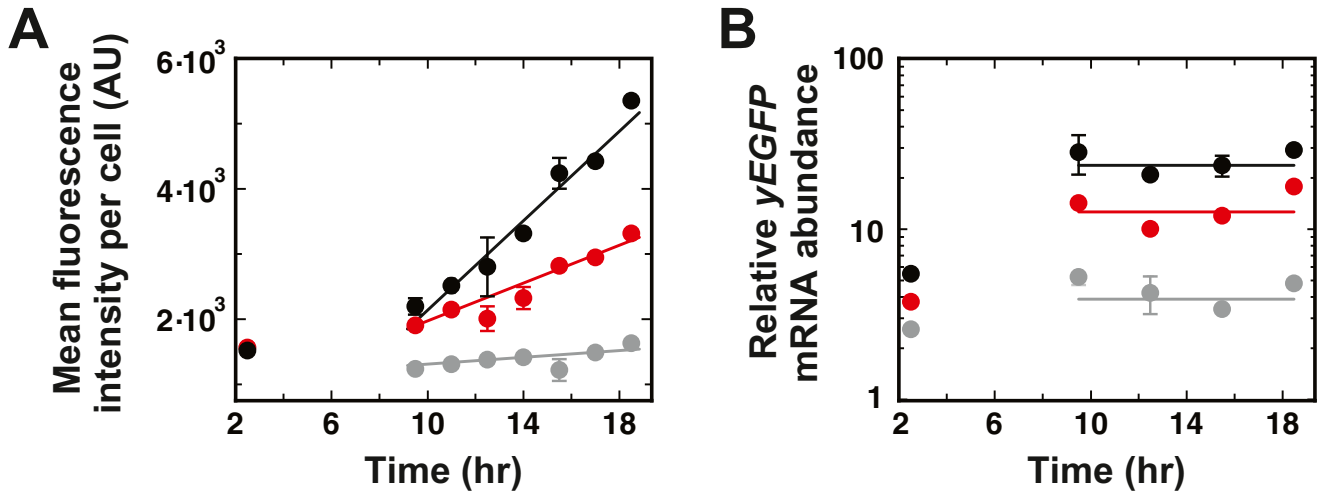 A
Mean fluorescence
intensity per cell (AU)
6·10³
4·10³
2·10³
2 6 10 14 18
Time (hr)
B
Relative yEGFP
mRNA abundance
100
10
1
2 6 10 14 18
Time (hr)